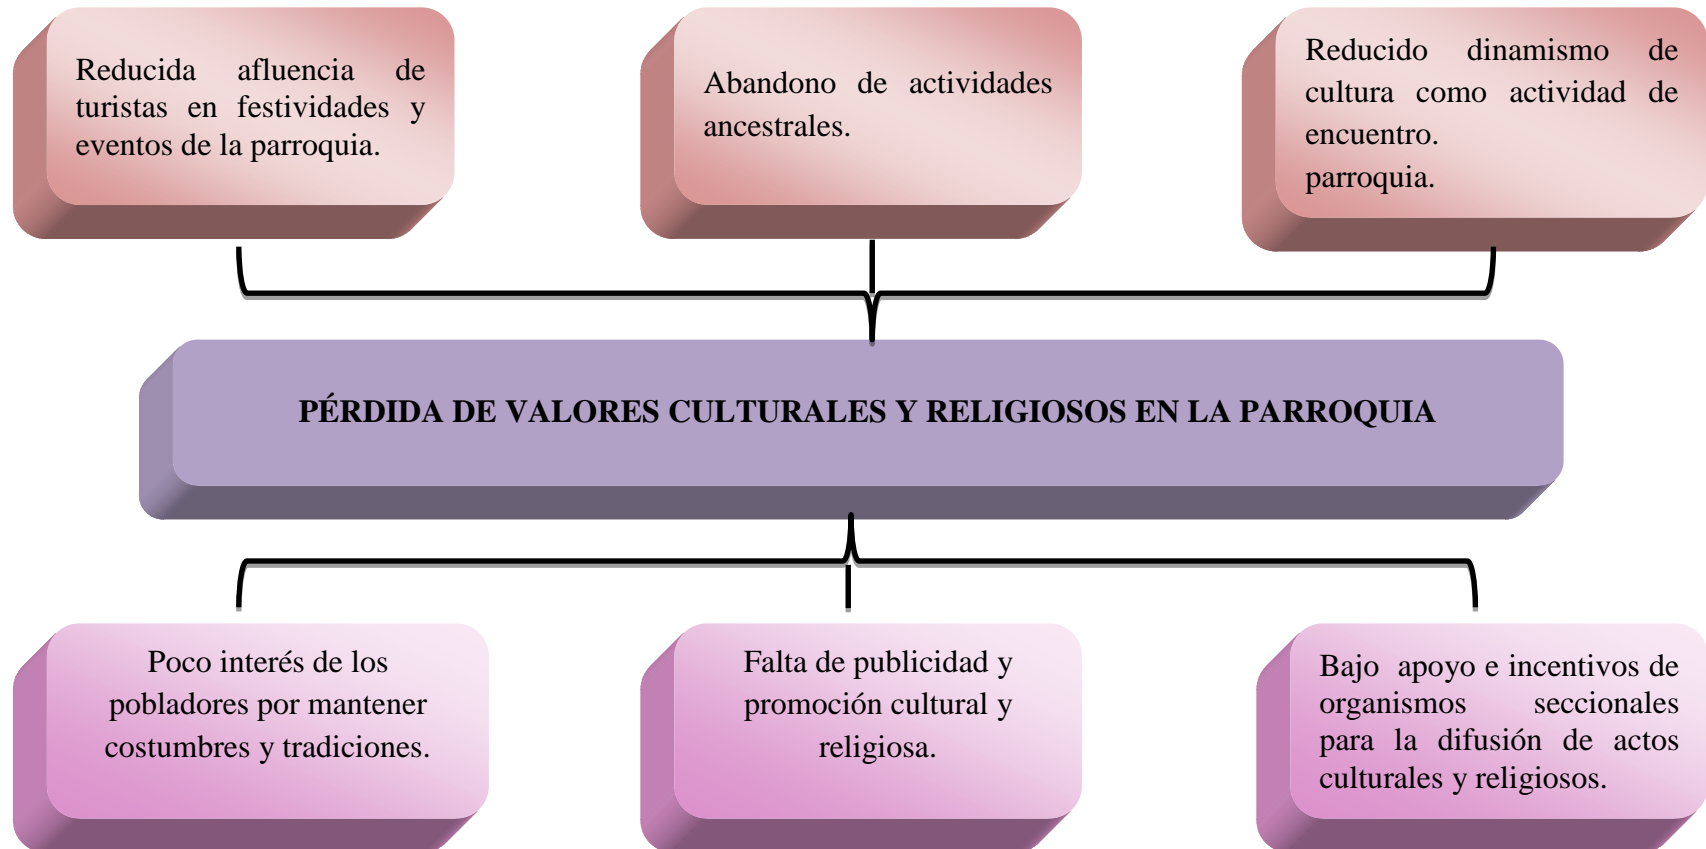 Reducida afluencia de
turistas en festividades y
eventos de la parroquia.
Abandono de actividades
ancestrales.
Reducido dinamismo de
cultura como actividad de
encuentro.
parroquia.
PÉRDIDA DE VALORES CULTURALES Y RELIGIOSOS EN LA PARROQUIA
Poco interés de los
pobladores por mantener
costumbres y tradiciones.
Falta de publicidad y
promoción cultural y
religiosa.
Bajo apoyo e incentivos de
organismos seccionales
para la difusión de actos
culturales y religiosos.